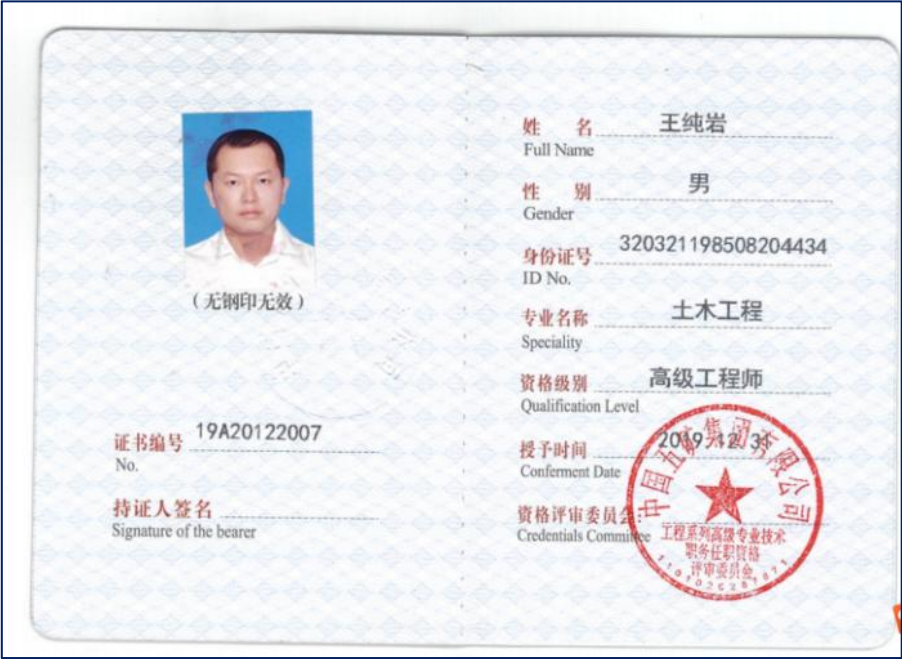 (无钢印无效)
证书编号 19A20122007
No.
持证人签名
Signature of the bearer
姓 名 王纯岩
Full Name
性 别 男
Gender
身份证号 320321198508204434
ID No.
专业名称 土木工程
Speciality
资格级别 高级工程师
Qualification Level
授予时间 2019.12.31
Conferment Date
资格评审委员会:
Credentials Committee
中国五矿集团有限公司
工程系列高级专业技术
职务任职资格
评审委员会